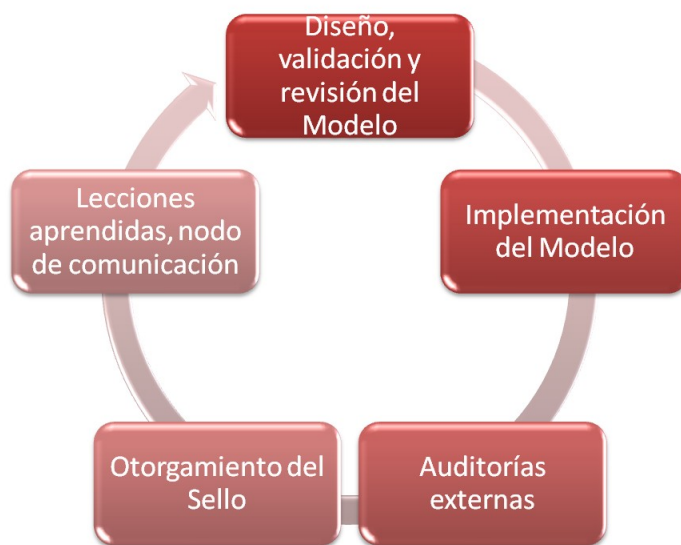 Diseño,
validación y
revisión del
Modelo
Implementación
del Modelo
Auditorías
externas
Otorgamiento del
Sello
Lecciones
aprendidas, nodo
de comunicación